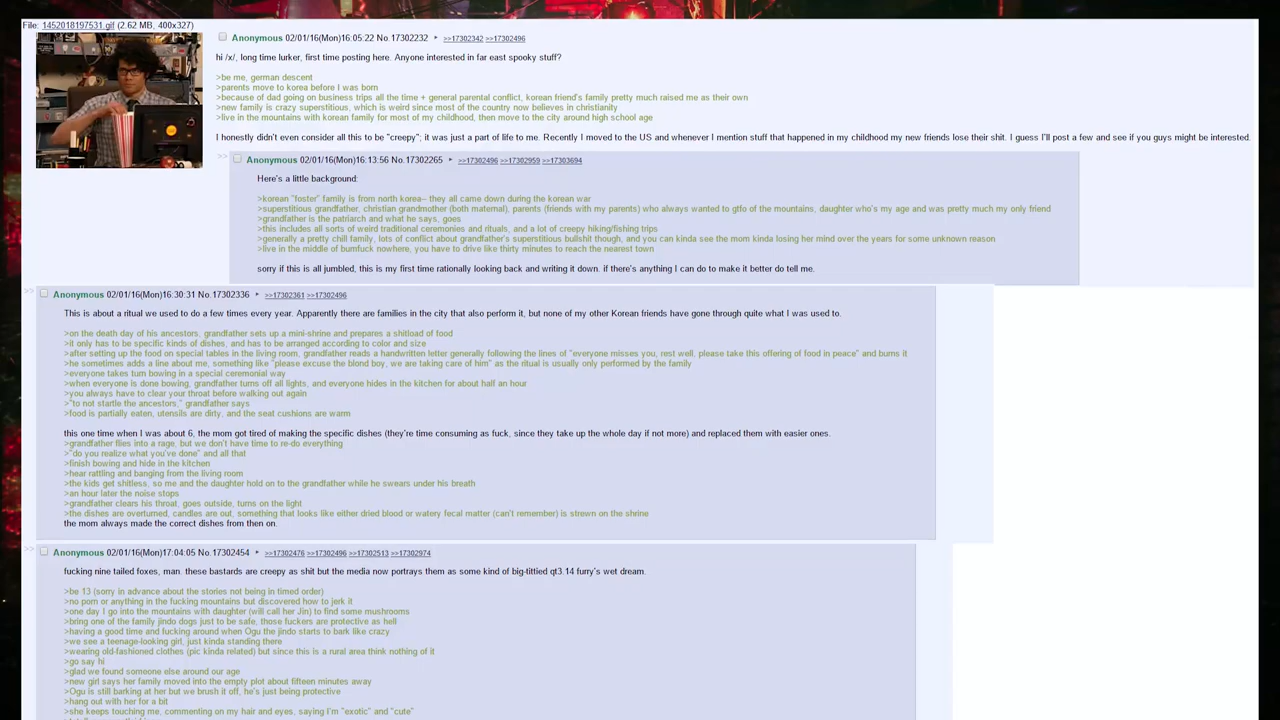 File: 1452018197531.gif (2.62 MB, 400x327)
Anonymous 02/01/16(Mon)16:05:22 No.17302232 ▸ >>17302342 >>17302496
hi /x/, long time lurker, first time posting here. Anyone interested in far east spooky stuff?
>be me, german descent
>parents move to korea before I was born
>because of dad going on business trips all the time + general parental conflict, korean friend's family pretty much raised me as their own
>new family is crazy superstitious, which is weird since most of the country now believes in christianity
>live in the mountains with korean family for most of my childhood, then move to the city around high school age
I honestly didn't even consider all this to be "creepy"; it was just a part of life to me. Recently I moved to the US and whenever I mention stuff that happened in my childhood my new friends lose their shit. I guess I'll post a few and see if you guys might be interested.
>> Anonymous 02/01/16(Mon)16:13:56 No.17302265 ▸ >>17302496 >>17302959 >>17303694
Here's a little background:
>korean "foster" family is from north korea– they all came down during the korean war
>superstitious grandfather, christian grandmother (both maternal), parents (friends with my parents) who always wanted to gtfo of the mountains, daughter who's my age and was pretty much my only friend
>grandfather is the patriarch and what he says, goes
>this includes all sorts of weird traditional ceremonies and rituals, and a lot of creepy hiking/fishing trips
>generally a pretty chill family, lots of conflict about grandfather's superstitious bullshit though, and you can kinda see the mom kinda losing her mind over the years for some unknown reason
>live in the middle of bumfuck nowhere, you have to drive like thirty minutes to reach the nearest town
sorry if this is all jumbled, this is my first time rationally looking back and writing it down. if there's anything I can do to make it better do tell me.
>> Anonymous 02/01/16(Mon)16:30:31 No.17302336 ▸ >>17302361 >>17302496
This is about a ritual we used to do a few times every year. Apparently there are families in the city that also perform it, but none of my other Korean friends have gone through quite what I was used to.
>on the death day of his ancestors, grandfather sets up a mini-shrine and prepares a shitload of food
>it only has to be specific kinds of dishes, and has to be arranged according to color and size
>after setting up the food on special tables in the living room, grandfather reads a handwritten letter generally following the lines of "everyone misses you, rest well, please take this offering of food in peace" and burns it
>he sometimes adds a line about me, something like "please excuse the blond boy, we are taking care of him" as the ritual is usually only performed by the family
>everyone takes turn bowing in a special ceremonial way
>when everyone is done bowing, grandfather turns off all lights, and everyone hides in the kitchen for about half an hour
>you always have to clear your throat before walking out again
>"to not startle the ancestors," grandfather says
>food is partially eaten, utensils are dirty, and the seat cushions are warm
this one time when I was about 6, the mom got tired of making the specific dishes (they're time consuming as fuck, since they take up the whole day if not more) and replaced them with easier ones.
>grandfather flies into a rage, but we don't have time to re-do everything
>"do you realize what you've done" and all that
>finish bowing and hide in the kitchen
>hear rattling and banging from the living room
>the kids get shitless, so me and the daughter hold on to the grandfather while he swears under his breath
>an hour later the noise stops
>grandfather clears his throat, goes outside, turns on the light
>the dishes are overturned, candles are out, something that looks like either dried blood or watery fecal matter (can't remember) is strewn on the shrine
the mom always made the correct dishes from then on.
>> Anonymous 02/01/16(Mon)17:04:05 No.17302454 ▸ >>17302476 >>17302496 >>17302513 >>17302974
fucking nine tailed foxes, man. these bastards are creepy as shit but the media now portrays them as some kind of big-tittied qt3.14 furry's wet dream.
>be 13 (sorry in advance about the stories not being in timed order)
>no porn or anything in the fucking mountains but discovered how to jerk it
>one day I go into the mountains with daughter (will call her Jin) to find some mushrooms
>bring one of the family jindo dogs just to be safe, those fuckers are protective as hell
>having a good time and fucking around when Ogu the jindo starts to bark like crazy
>we see a teenage-looking girl, just kinda standing there
>wearing old-fashioned clothes (pic kinda related) but since this is a rural area think nothing of it
>go say hi
>glad we found someone else around our age
>new girl says her family moved into the empty plot about fifteen minutes away
>Ogu is still barking at her but we brush it off, he's just being protective
>hang out with her for a bit
>she keeps touching me, commenting on my hair and eyes, saying I'm "exotic" and "cute"